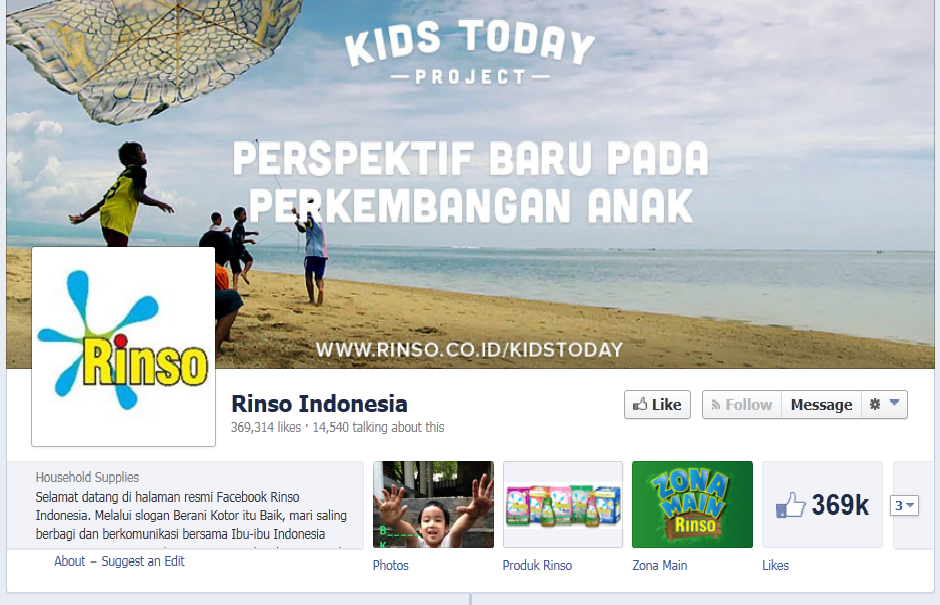 KIDS TODAY
PROJECT
PERSPEKTIF BARU PADA
PERKEMBANGAN ANAK
WWW.RINSO.CO.ID/KIDSTODAY
Rinso
Rinso Indonesia
369,314 likes · 14,540 talking about this
Like
Follow
Message
Household Supplies
Selamat datang di halaman resmi Facebook Rinso
Indonesia. Melalui slogan Berani Kotor itu Baik, mari saling
berbagi dan berkomunikasi bersama Ibu-ibu Indonesia
About – Suggest an Edit
B
K
Photos
Produk Rinso
ZONA
MAIN
Rinso
Zona Main
369k
Likes
3